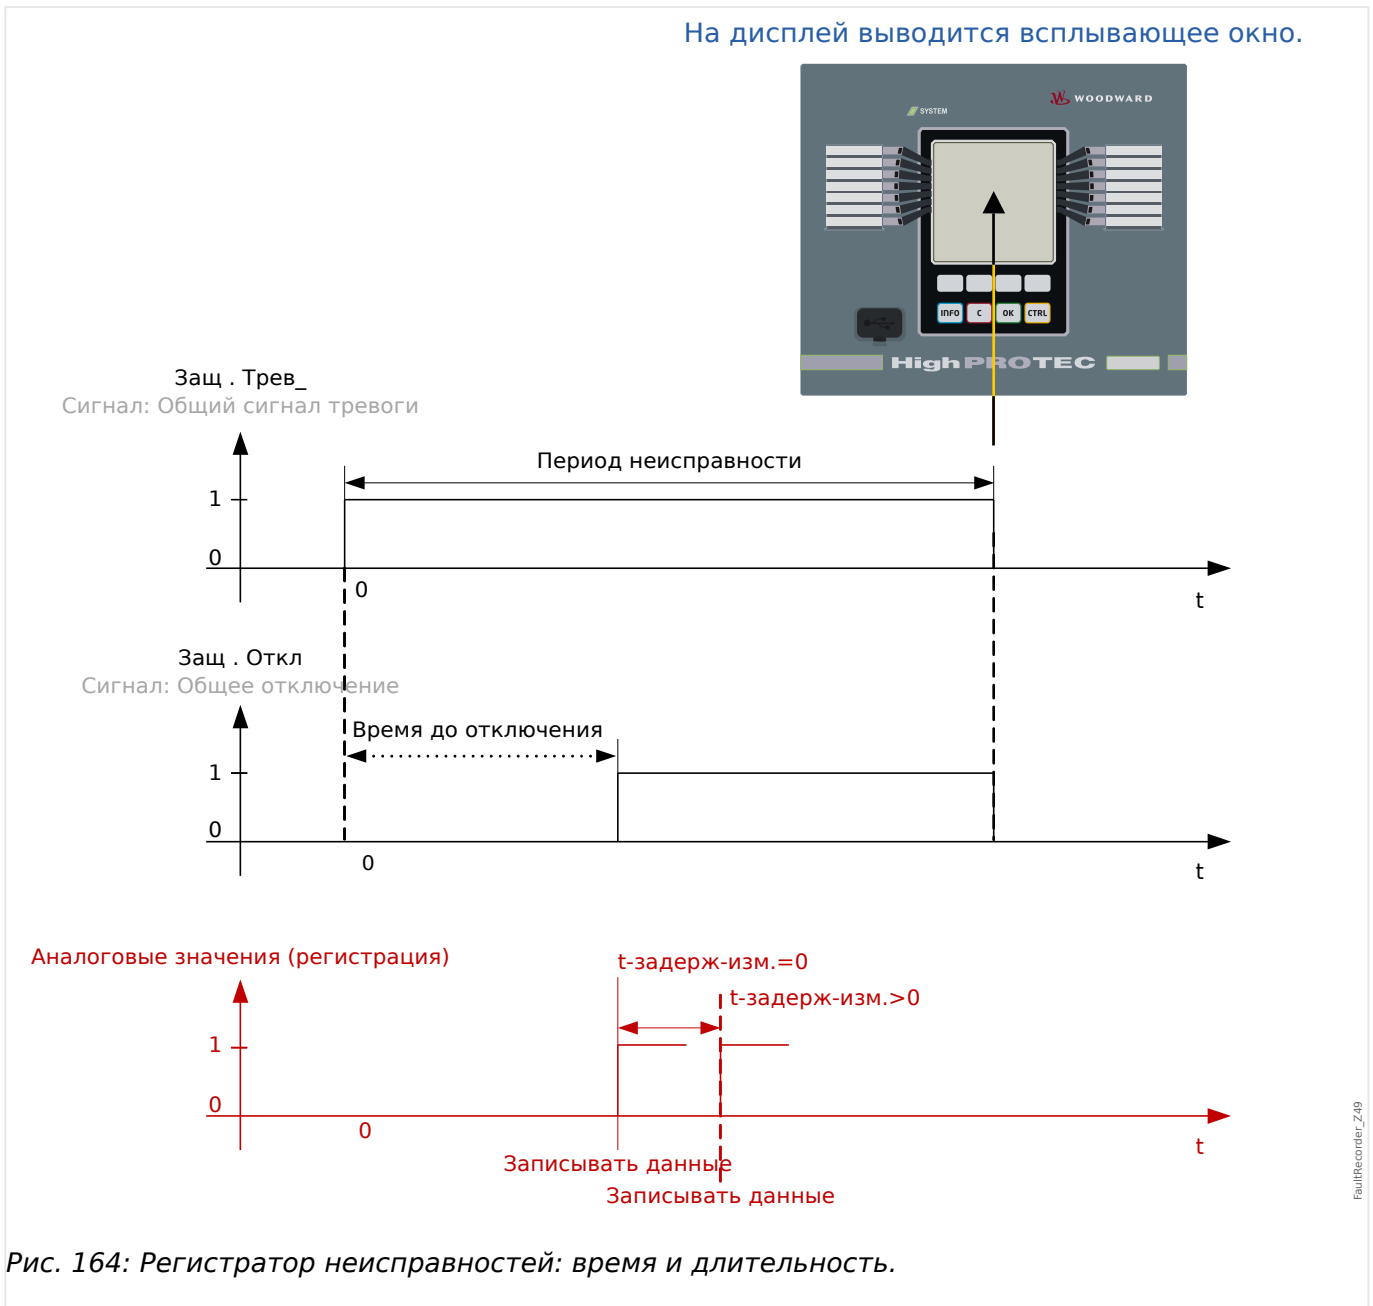 На дисплей выводится всплывающее окно.
WOODWARD
SYSTEM
INFO C OK CTRL
HighPROTEC
Защ . Трев_
Сигнал: Общий сигнал тревоги
Период неисправности
1
0
0
t
Защ . Откл
Сигнал: Общее отключение
Время до отключения
1
0
0
t
Аналоговые значения (регистрация)
t-задерж-изм.=0
t-задерж-изм.>0
1
0
0
t
Записывать данные
Записывать данные
FaultRecorder_Z49
Рис. 164: Регистратор неисправностей: время и длительность.